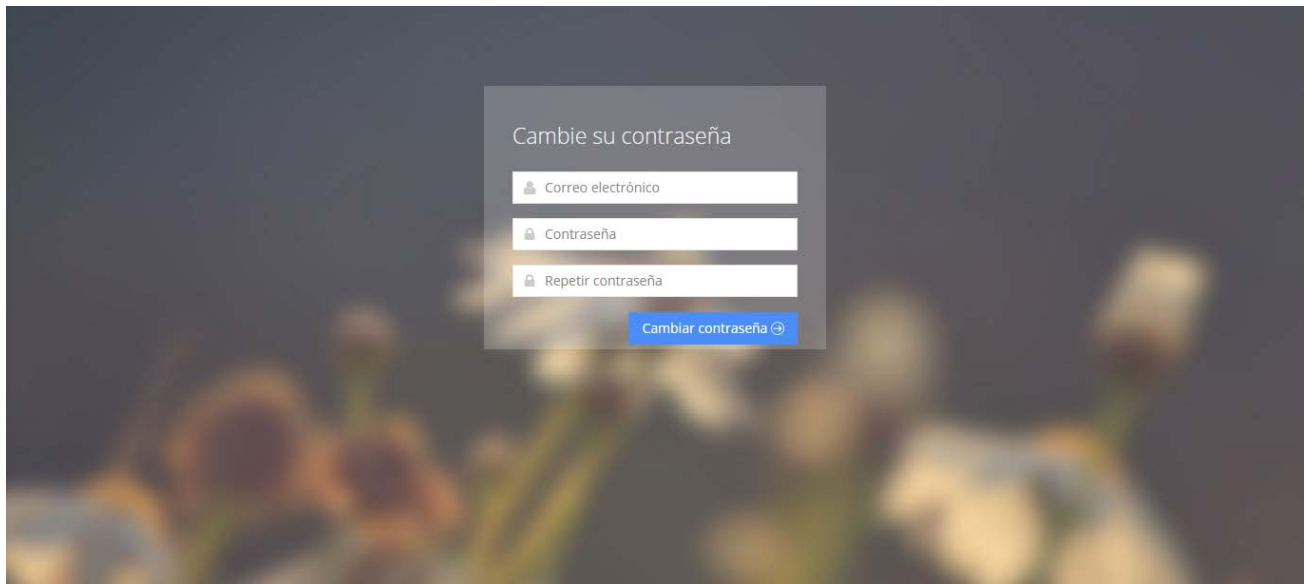 Cambie su contraseña
Correo electrónico
Contraseña
Repetir contraseña
Cambiar contraseña